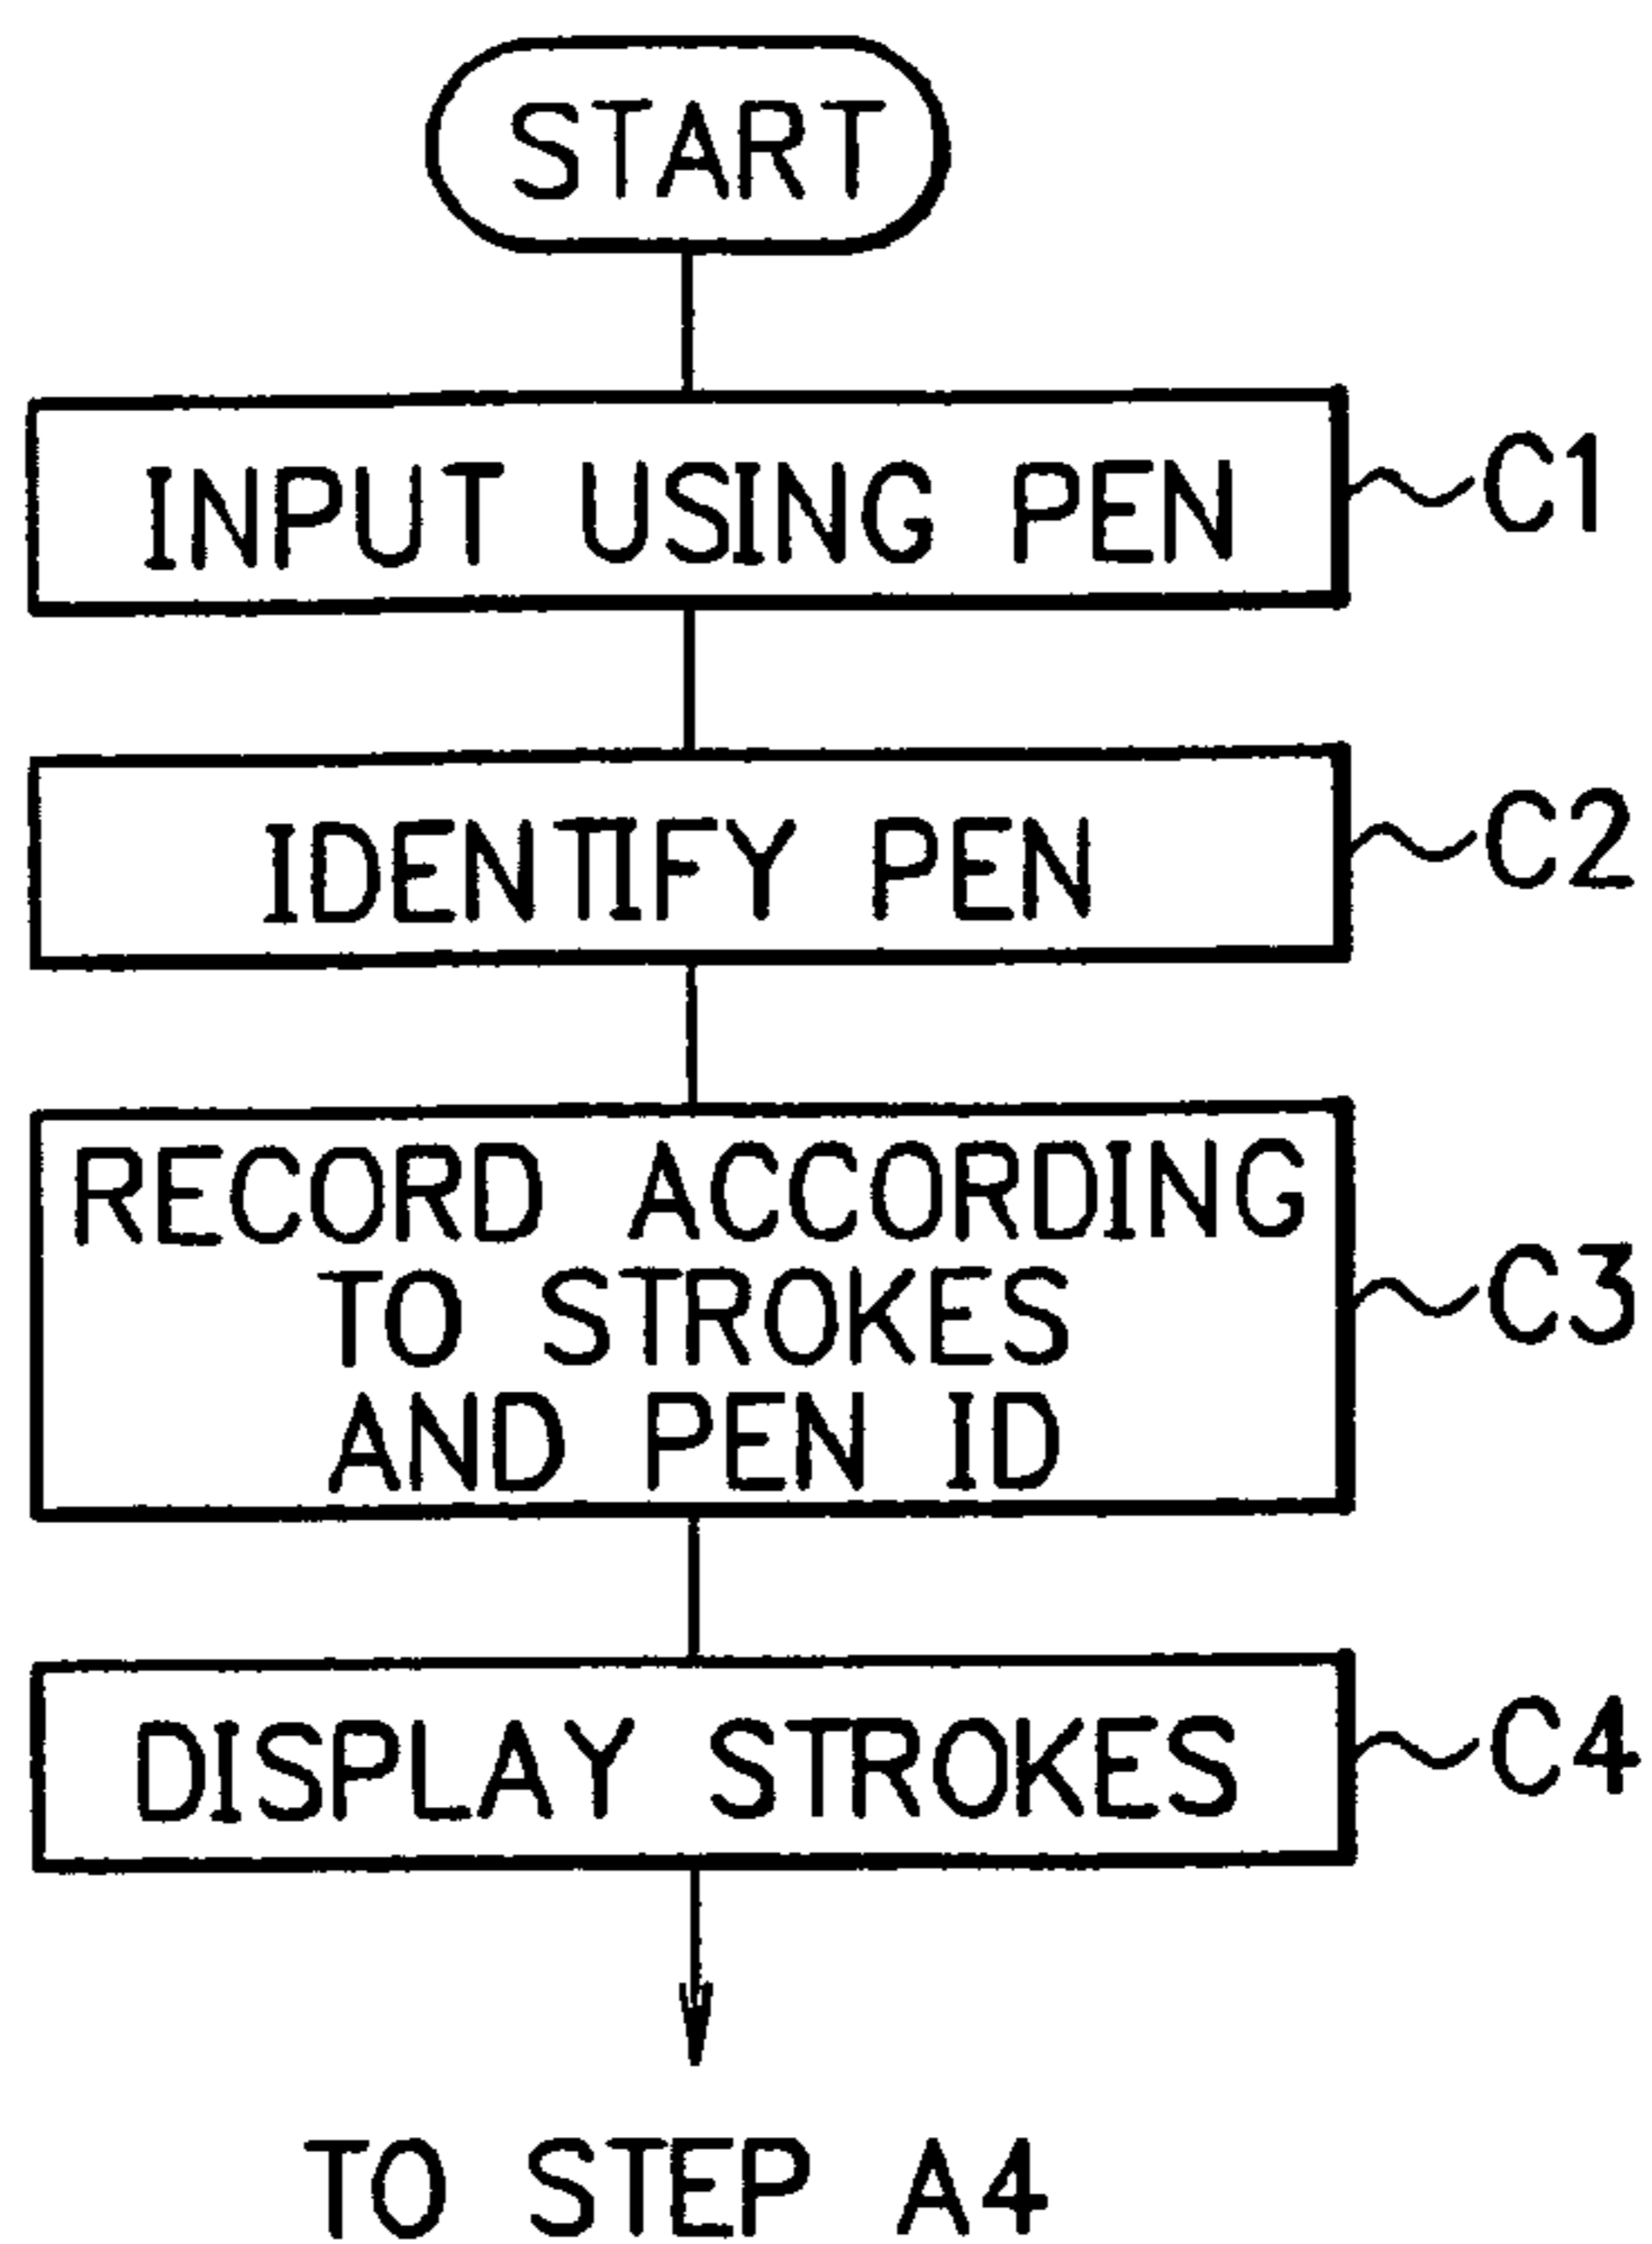 START
INPUT USING PEN
C1
IDENTIFY PEN
C2
RECORD ACCORDING
TO STROKES
AND PEN ID
C3
DISPLAY STROKES
C4
TO STEP A4